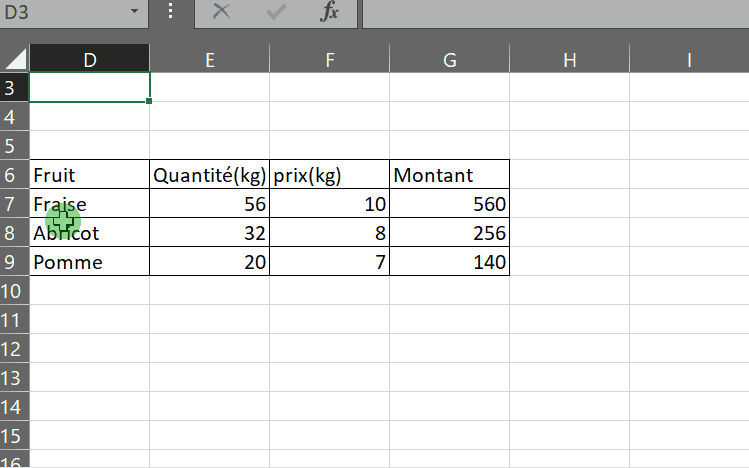 D3 fx
D E F G H I
3
4
5
6 Fruit Quantité(kg) prix(kg) Montant
7 Fraise 56 10 560
8 Abricot 32 8 256
9 Pomme 20 7 140
10
11
12
13
14
15
16